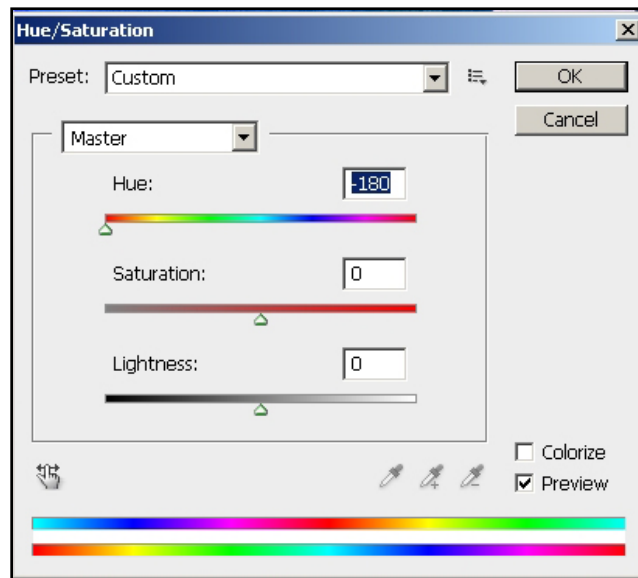 Hue/Saturation
Preset: Custom
OK
Cancel
Master
Hue: -180
Saturation: 0
Lightness: 0
Colorize
Preview